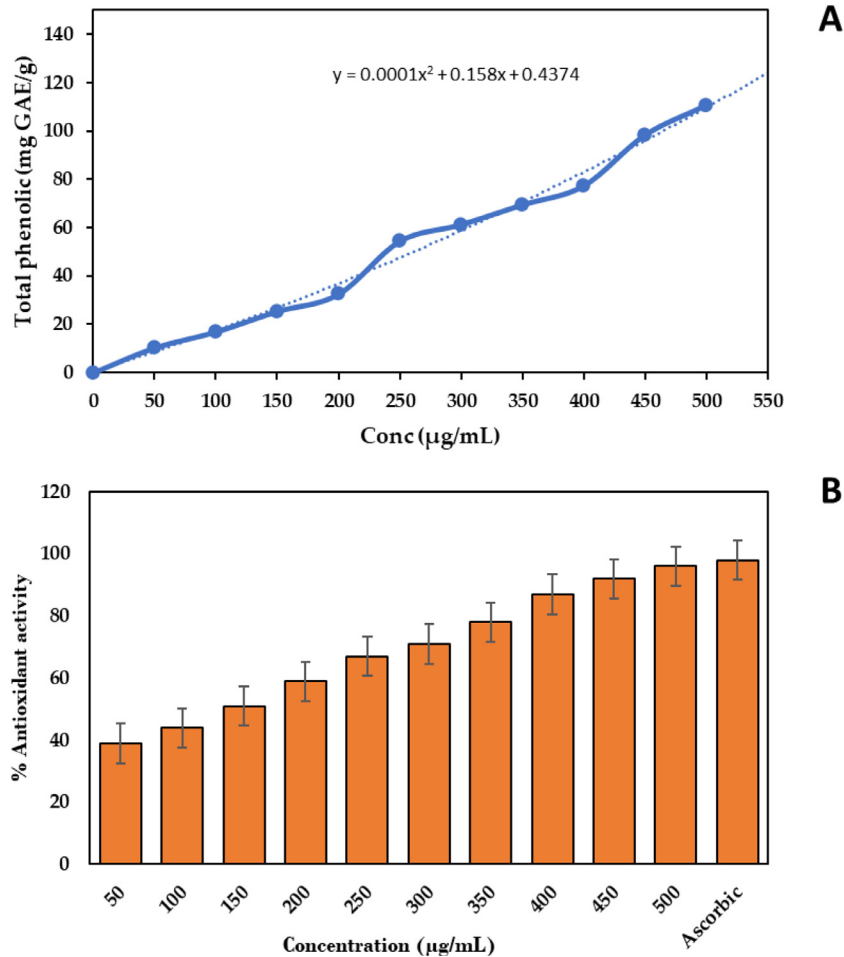 A
140
y = 0.0001x² + 0.158x + 0.4374
120
100
80
60
40
20
0
Total phenolic (mg GAE/g)
0 50 100 150 200 250 300 350 400 450 500 550
Conc (µg/mL)
B
120
100
80
60
40
20
0
% Antioxidant activity
50 100 150 200 250 300 350 400 450 500 Ascorbic
Concentration (µg/mL)